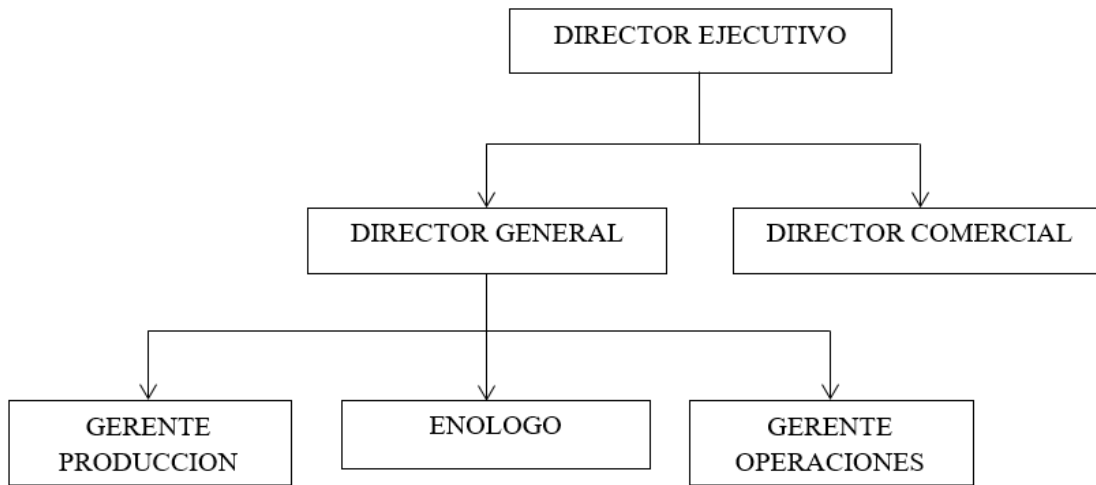 DIRECTOR EJECUTIVO
DIRECTOR GENERAL
DIRECTOR COMERCIAL
GERENTE
PRODUCCION
ENOLOGO
GERENTE
OPERACIONES